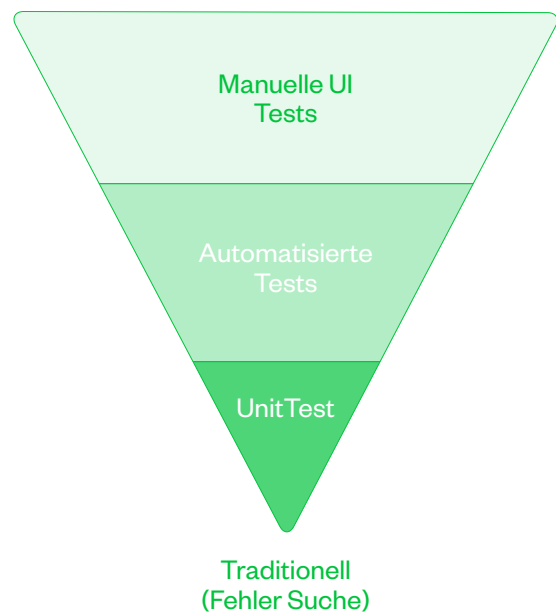 Manuelle UI
Tests
Automatisierte
Tests
UnitTest
Traditionell
(Fehler Suche)